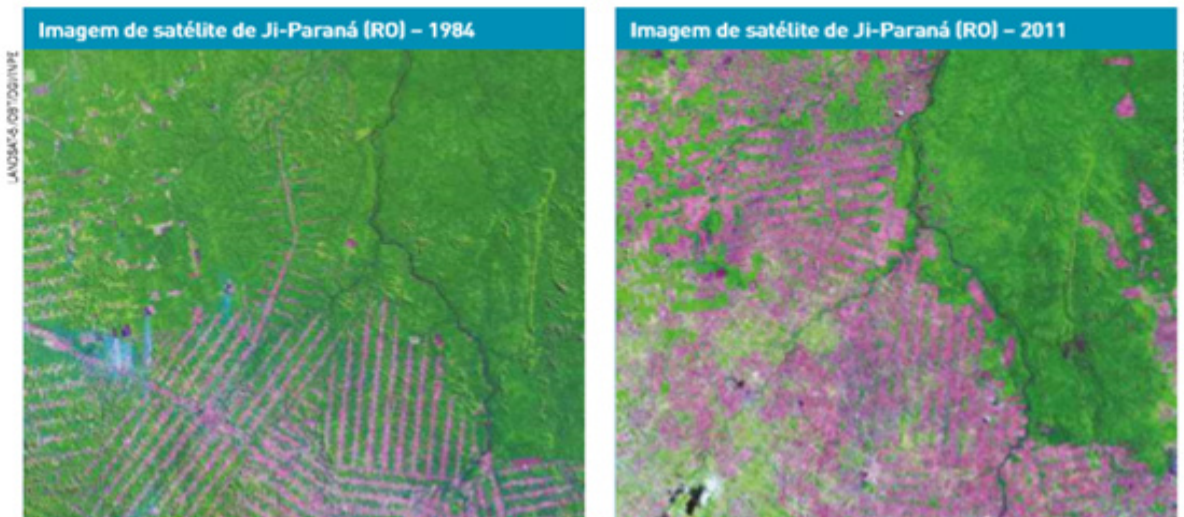 Imagem de satélite de Ji-Paraná (RO) – 1984
Imagem de satélite de Ji-Paraná (RO) – 2011